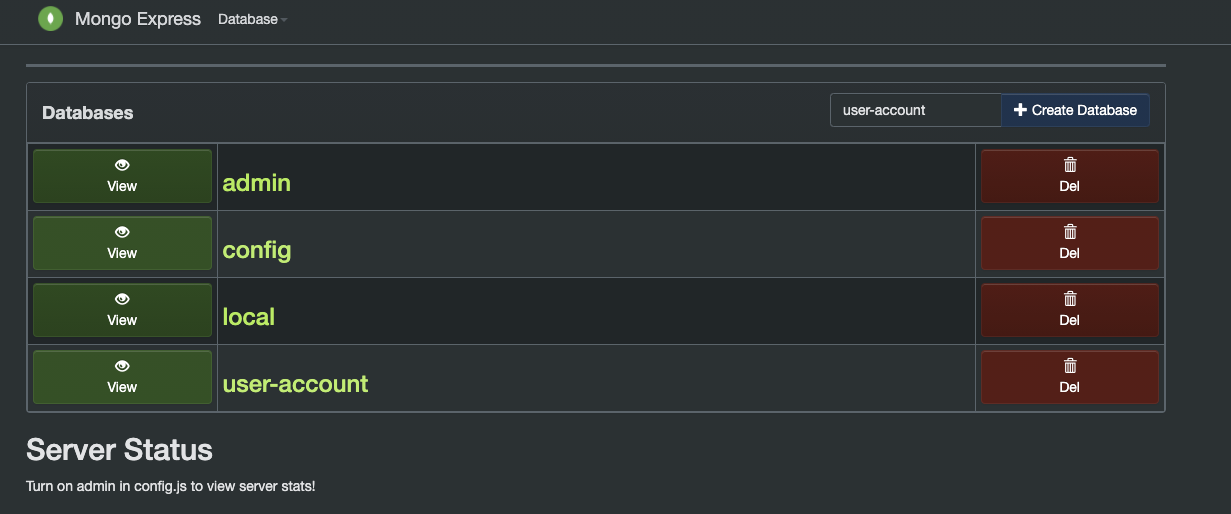 Mongo Express Database
Databases
user-account
Create Database
View
admin
Del
View
config
Del
View
local
Del
View
user-account
Del
Server Status
Turn on admin in config.js to view server stats!